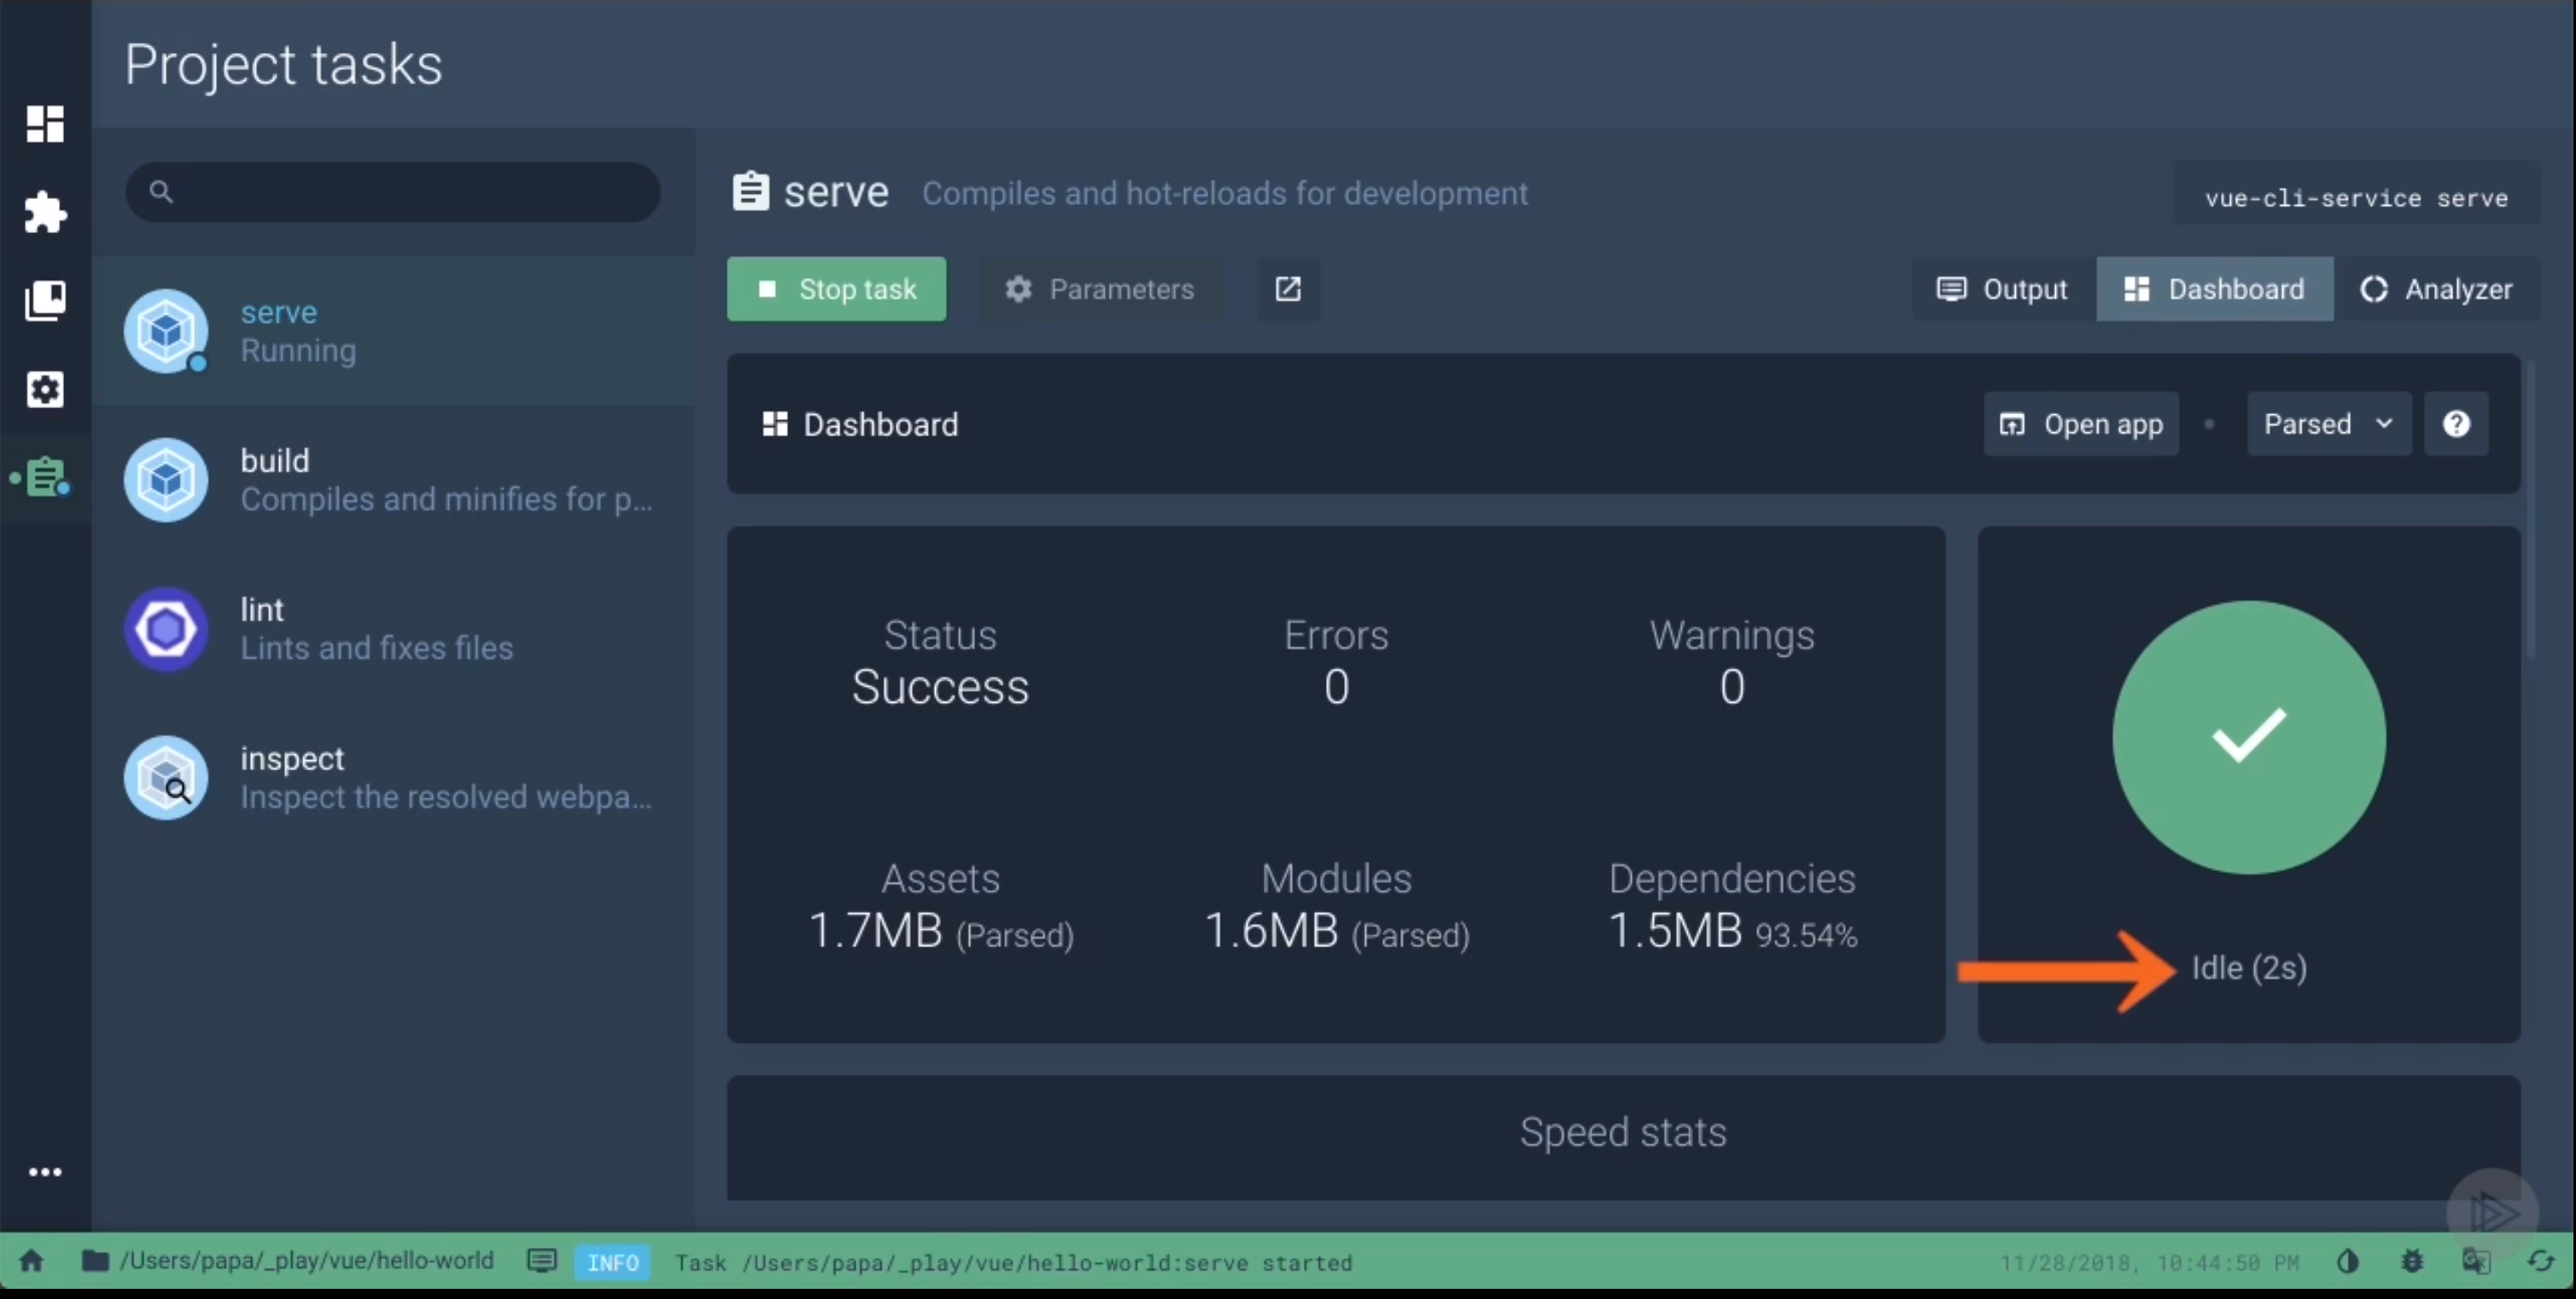 Project tasks
serve
Running
build
Compiles and minifies for p...
lint
Lints and fixes files
inspect
Inspect the resolved webpa...
serve Compiles and hot-reloads for development
vue-cli-service serve
Stop task Parameters Output Dashboard Analyzer
Dashboard Open app Parsed ?
Status Errors Warnings
Success 0 0
Assets Modules Dependencies
1.7MB (Parsed) 1.6MB (Parsed) 1.5MB 93.54%
Idle (2s)
Speed stats
/Users/papa/_play/vue/hello-world INFO Task /Users/papa/_play/vue/hello-world:serve started 11/28/2018, 10:44:50 PM